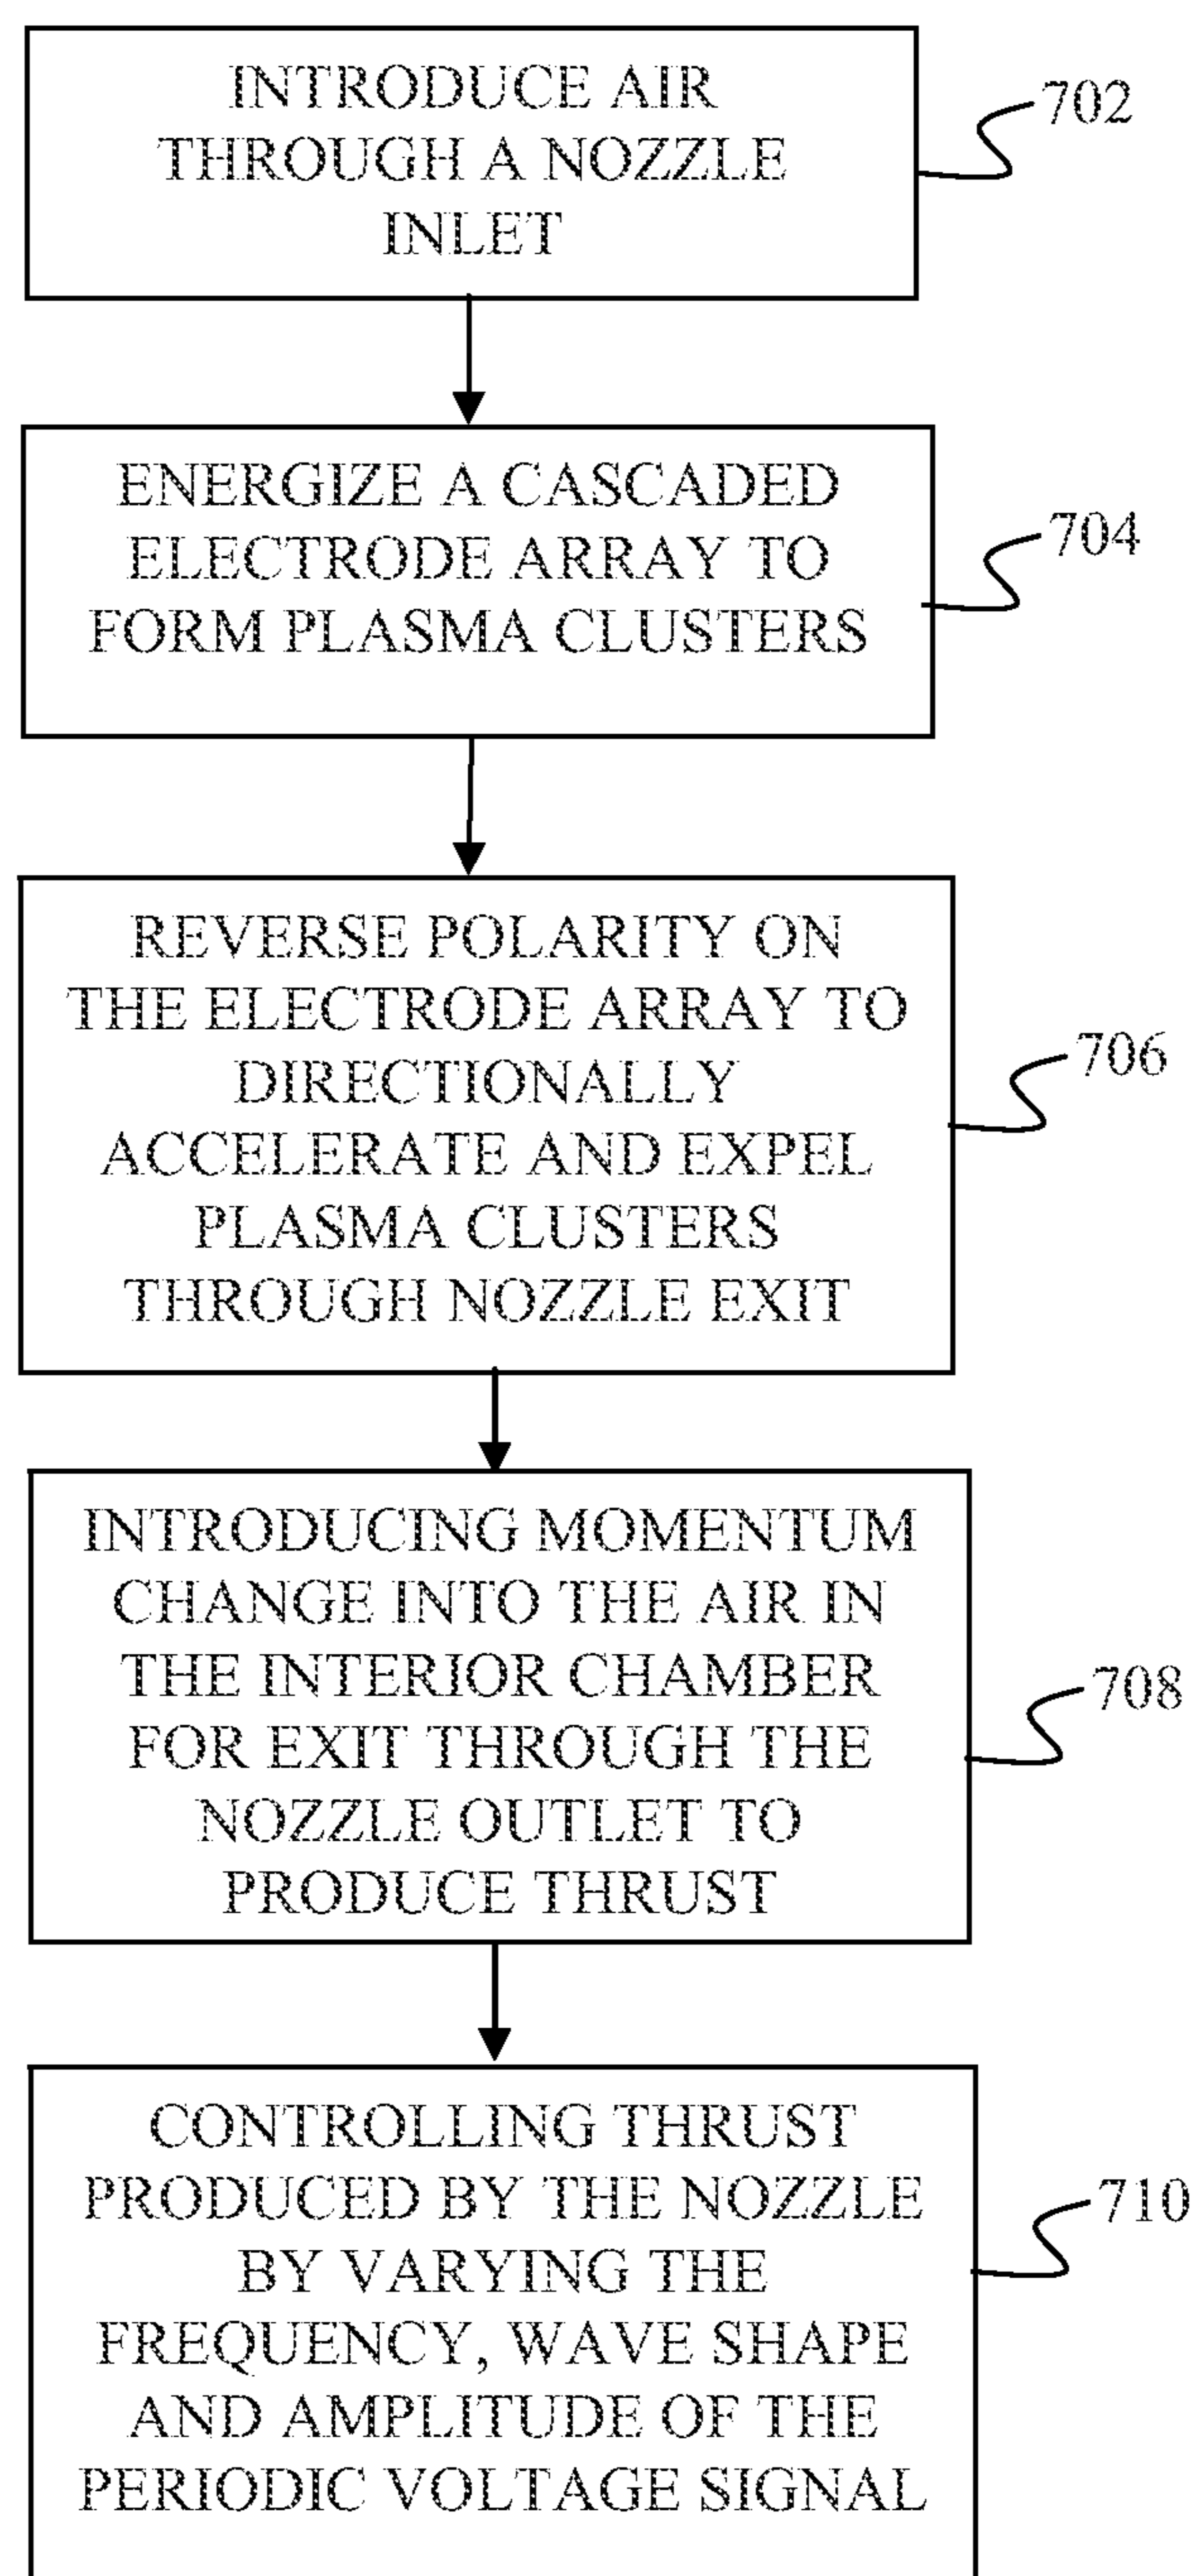 INTRODUCE AIR
THROUGH A NOZZLE
INLET
702
ENERGIZE A CASCADED
ELECTRODE ARRAY TO
FORM PLASMA CLUSTERS
704
REVERSE POLARITY ON
THE ELECTRODE ARRAY TO
DIRECTIONALLY
ACCELERATE AND EXPEL
PLASMA CLUSTERS
THROUGH NOZZLE EXIT
706
INTRODUCING MOMENTUM
CHANGE INTO THE AIR IN
THE INTERIOR CHAMBER
FOR EXIT THROUGH THE
NOZZLE OUTLET TO
PRODUCE THRUST
708
CONTROLLING THRUST
PRODUCED BY THE NOZZLE
BY VARYING THE
FREQUENCY, WAVE SHAPE
AND AMPLITUDE OF THE
PERIODIC VOLTAGE SIGNAL
710